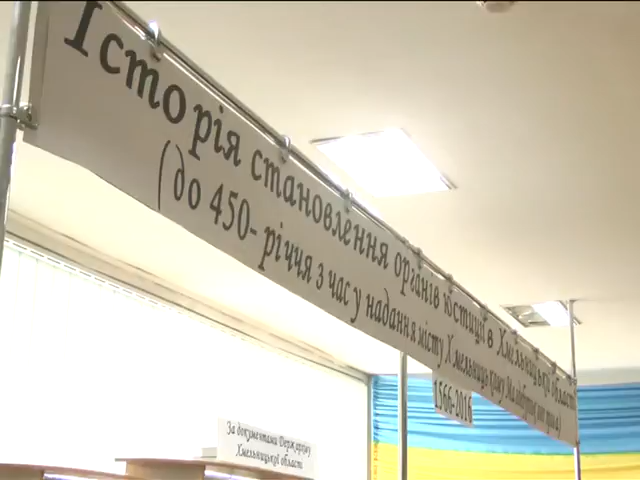 Історія становлення органів юстиції в Хмельницькій області
(до 450-річчя з часу надання місту Хмельницькому Магдебурзького права)
1566-2016
За документами Держархіву
Хмельницької області